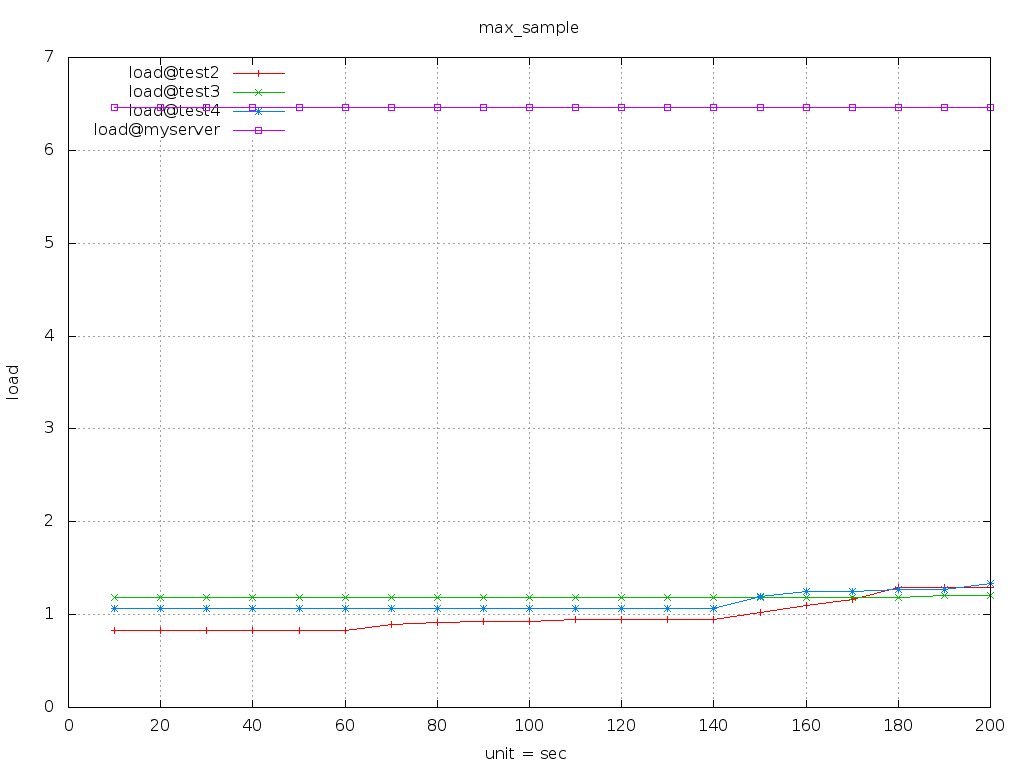 max_sample
7
load@test2
load@test3
load@test4
load@myserver
6
5
4
load
3
2
1
0
0 20 40 60 80 100 120 140 160 180 200
unit = sec